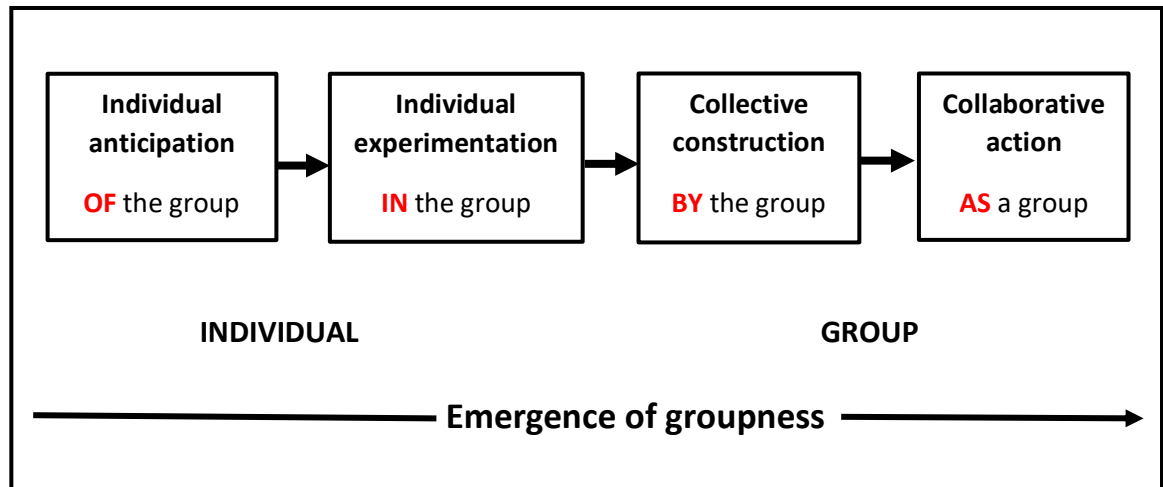 Individual
anticipation
OF the group
Individual
experimentation
IN the group
Collective
construction
BY the group
Collaborative
action
AS a group
INDIVIDUAL
GROUP
Emergence of groupness